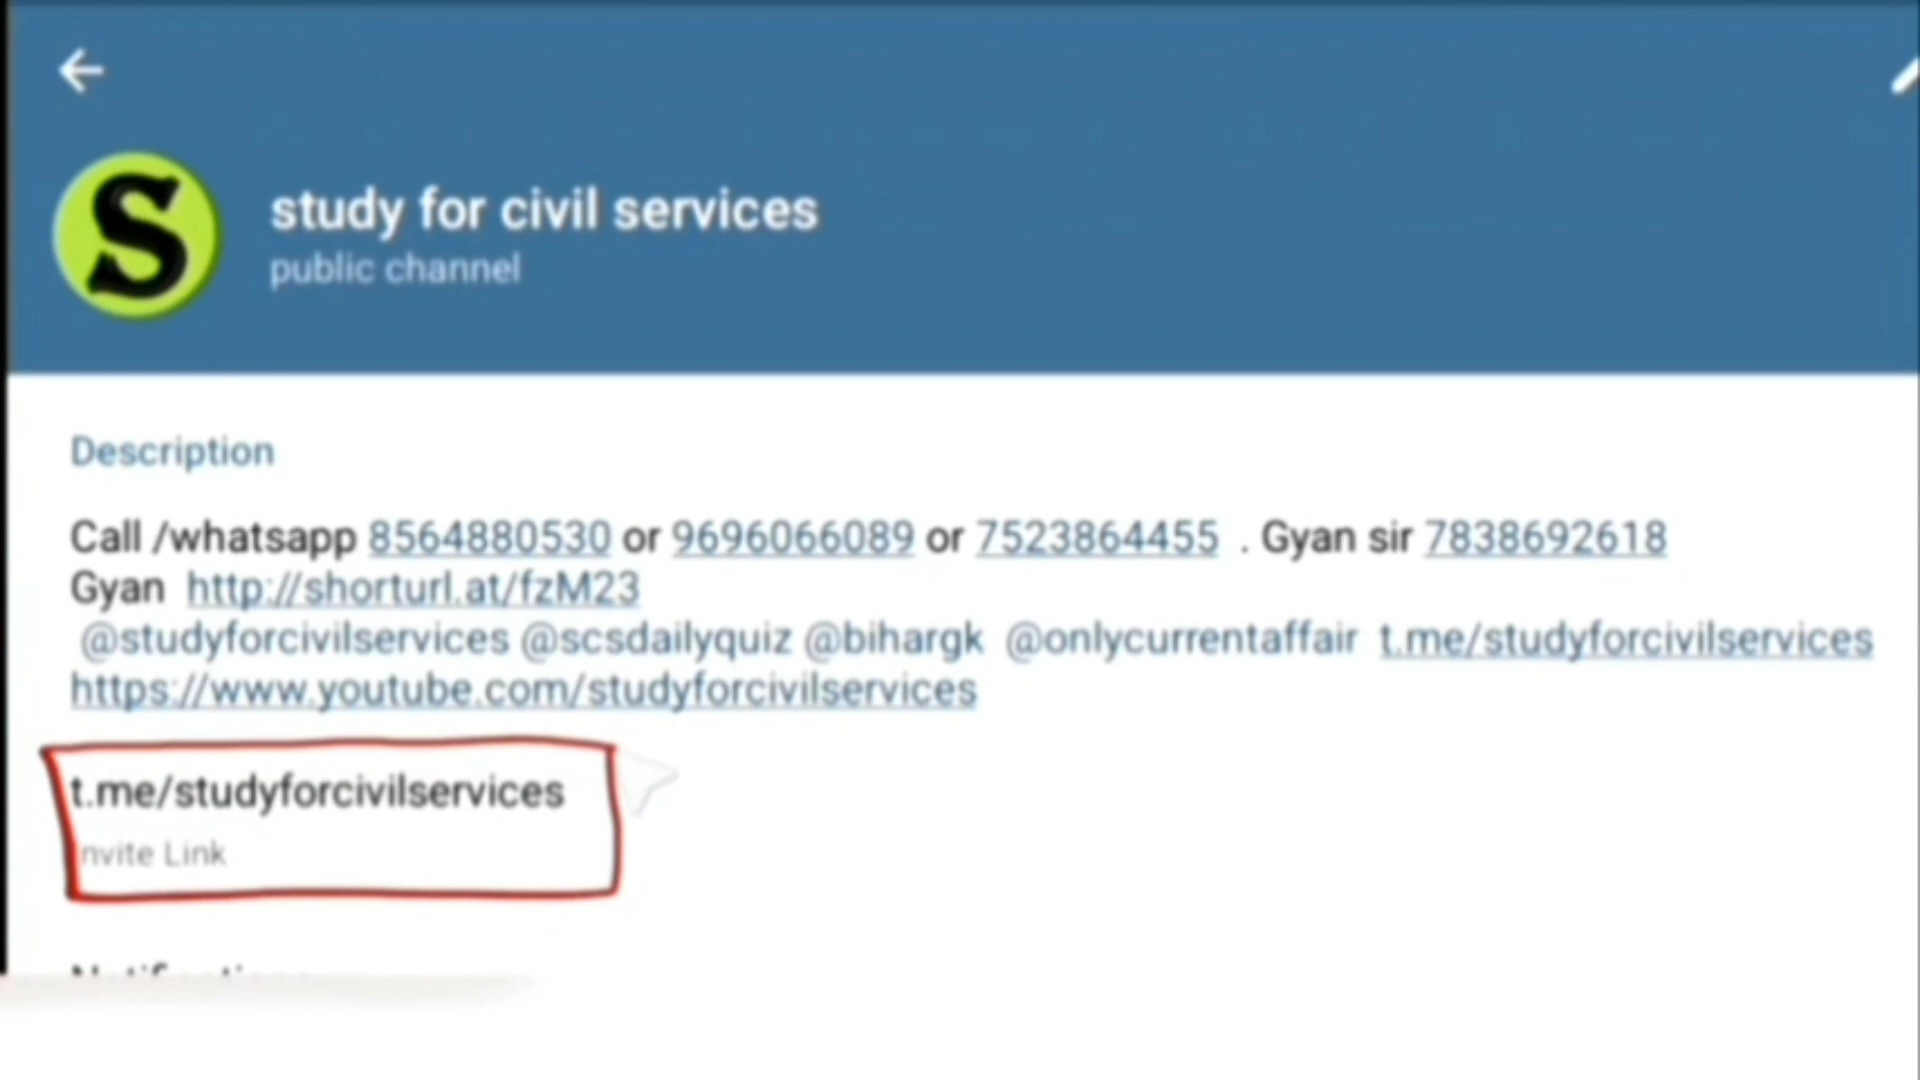 S
study for civil services
public channel
Description
Call /whatsapp 8564880530 or 9696066089 or 7523864455 . Gyan sir 7838692618
Gyan http://shorturl.at/fzM23
@studyforcivilservices @scsdailyquiz @bihargk @onlycurrentaffair t.me/studyforcivilservices
https://www.youtube.com/studyforcivilservices
t.me/studyforcivilservices
Invite Link